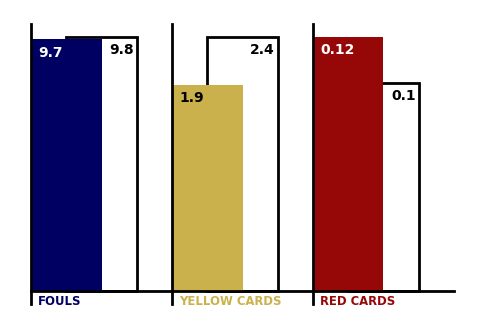 9.7 9.8
1.9 2.4
0.12 0.1
FOULS
YELLOW CARDS
RED CARDS